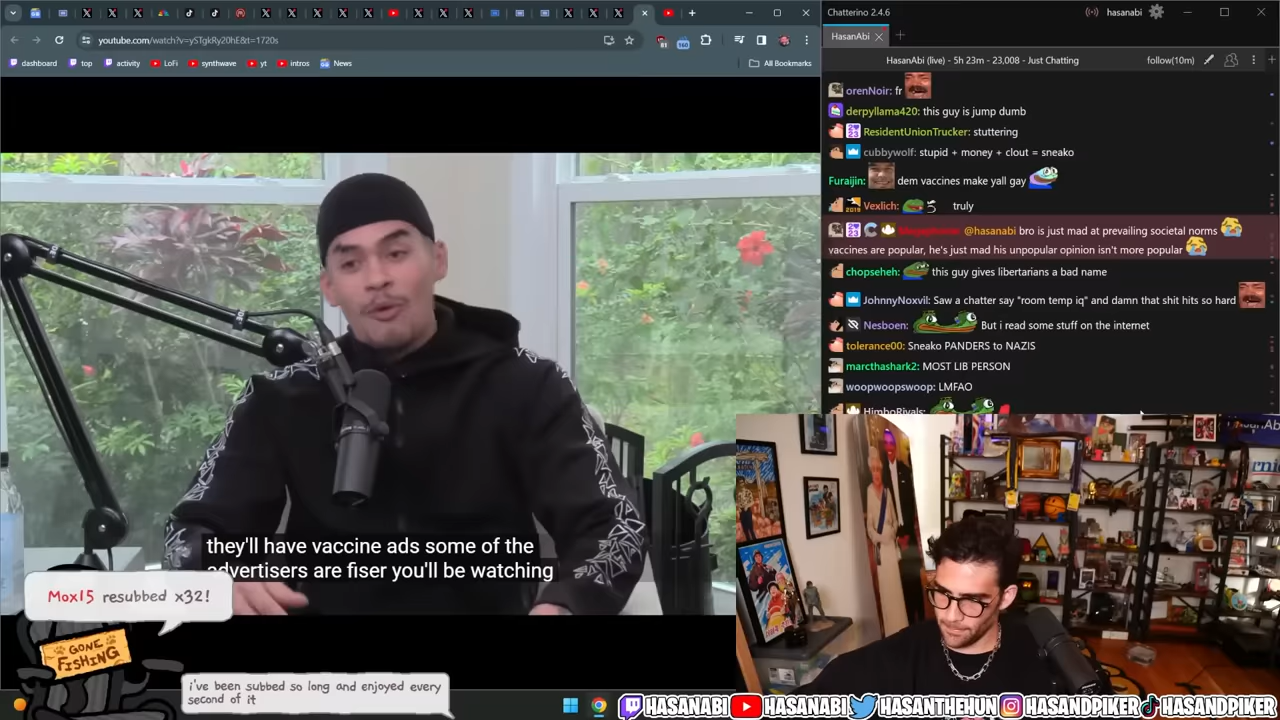 youtube.com/watch?v=ySTgkRy20hE&t=1720s
81
160
dashboard
top
activity
LoFi
synthwave
yt
intros
News
All Bookmarks
they'll have vaccine ads some of the
advertisers are fiser you'll be watching
Mox15 resubbed x32!
GONE
FISHING
i've been subbed so long and enjoyed every
second of it
Chatterino 2.4.6
hasanabi
HasanAbi
HasanAbi (live) - 5h 23m - 23,008 - Just Chatting
follow(10m)
orenNoir: fr
derpyllama420: this guy is jump dumb
ResidentUnionTrucker: stuttering
cubbywolf: stupid + money + clout = sneako
Furaijin: dem vaccines make yall gay
Vexlich: truly
@hasanabi bro is just mad at prevailing societal norms
vaccines are popular, he's just mad his unpopular opinion isn't more popular
chopseheh: this guy gives libertarians a bad name
JohnnyNoxvil: Saw a chatter say "room temp iq" and damn that shit hits so hard
Nesboen: But i read some stuff on the internet
tolerance00: Sneako PANDERS to NAZIS
marcthashark2: MOST LIB PERSON
woopwoopswoop: LMFAO
HimboRivals:
HASANABI HASANABI HASANTHEHUN HASANDPIKER HASANDPIKER